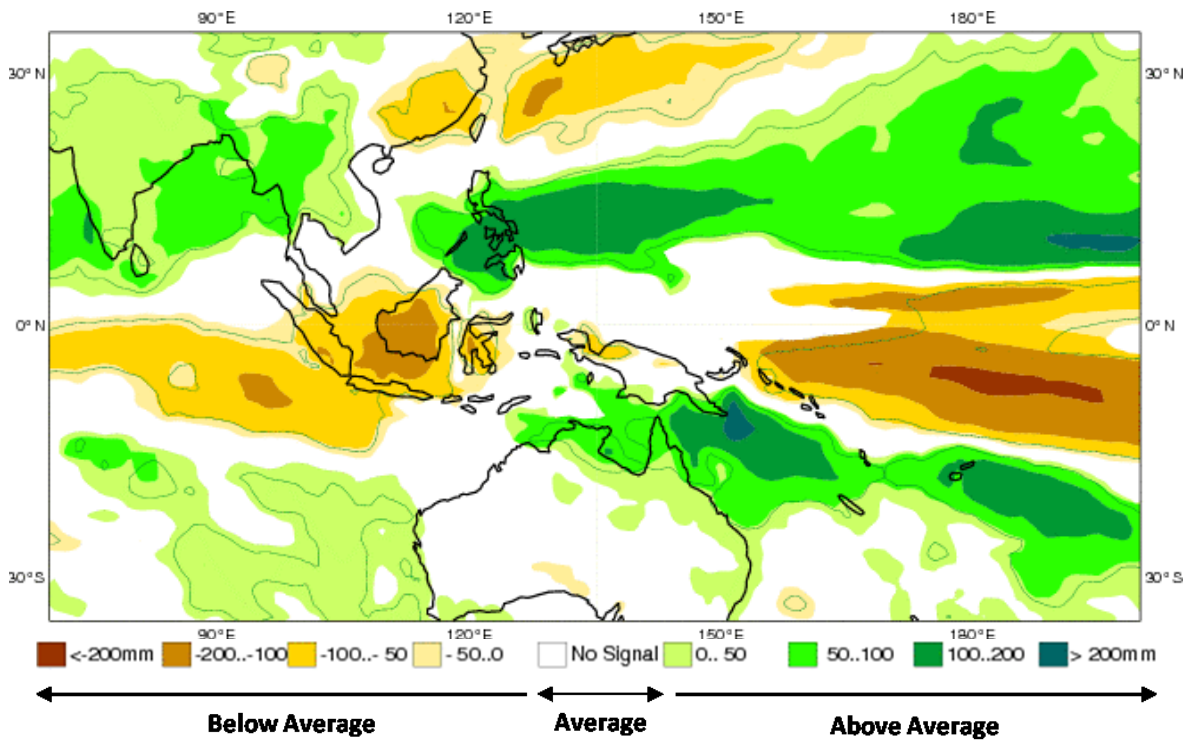 90°E 120°E 150°E 180°E
30° N 30° N
0° N 0° N
30°S 30°S
90°E 120°E 150°E 180°E
<-200mm -200..-100 -100..- 50 - 50..0 No Signal 0.. 50 50..100 100..200 > 200mm
Below Average Average Above Average